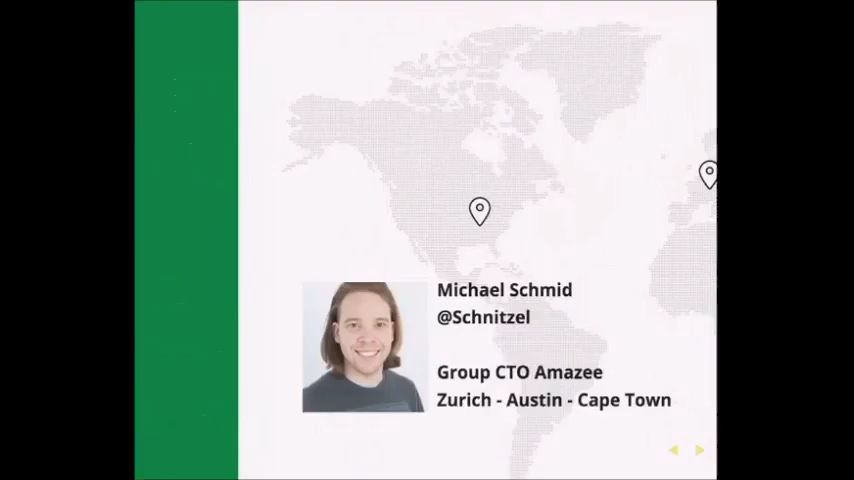 Michael Schmid
@Schnitzel
Group CTO Amazee
Zurich - Austin - Cape Town